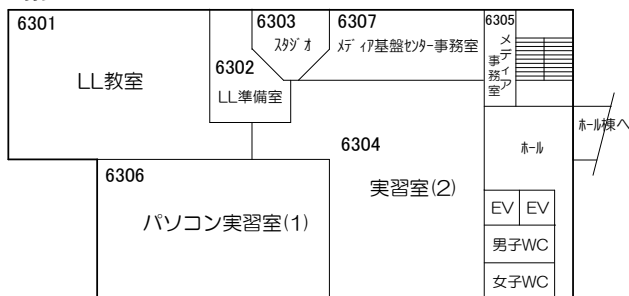 6301
LL教室
6302
LL準備室
6303
スタジオ
6307
メディア基盤センター事務室
6305
メディア
事務室
ホール棟へ
ホール
6304
実習室(2)
6306
パソコン実習室(1)
EV
EV
男子WC
女子WC